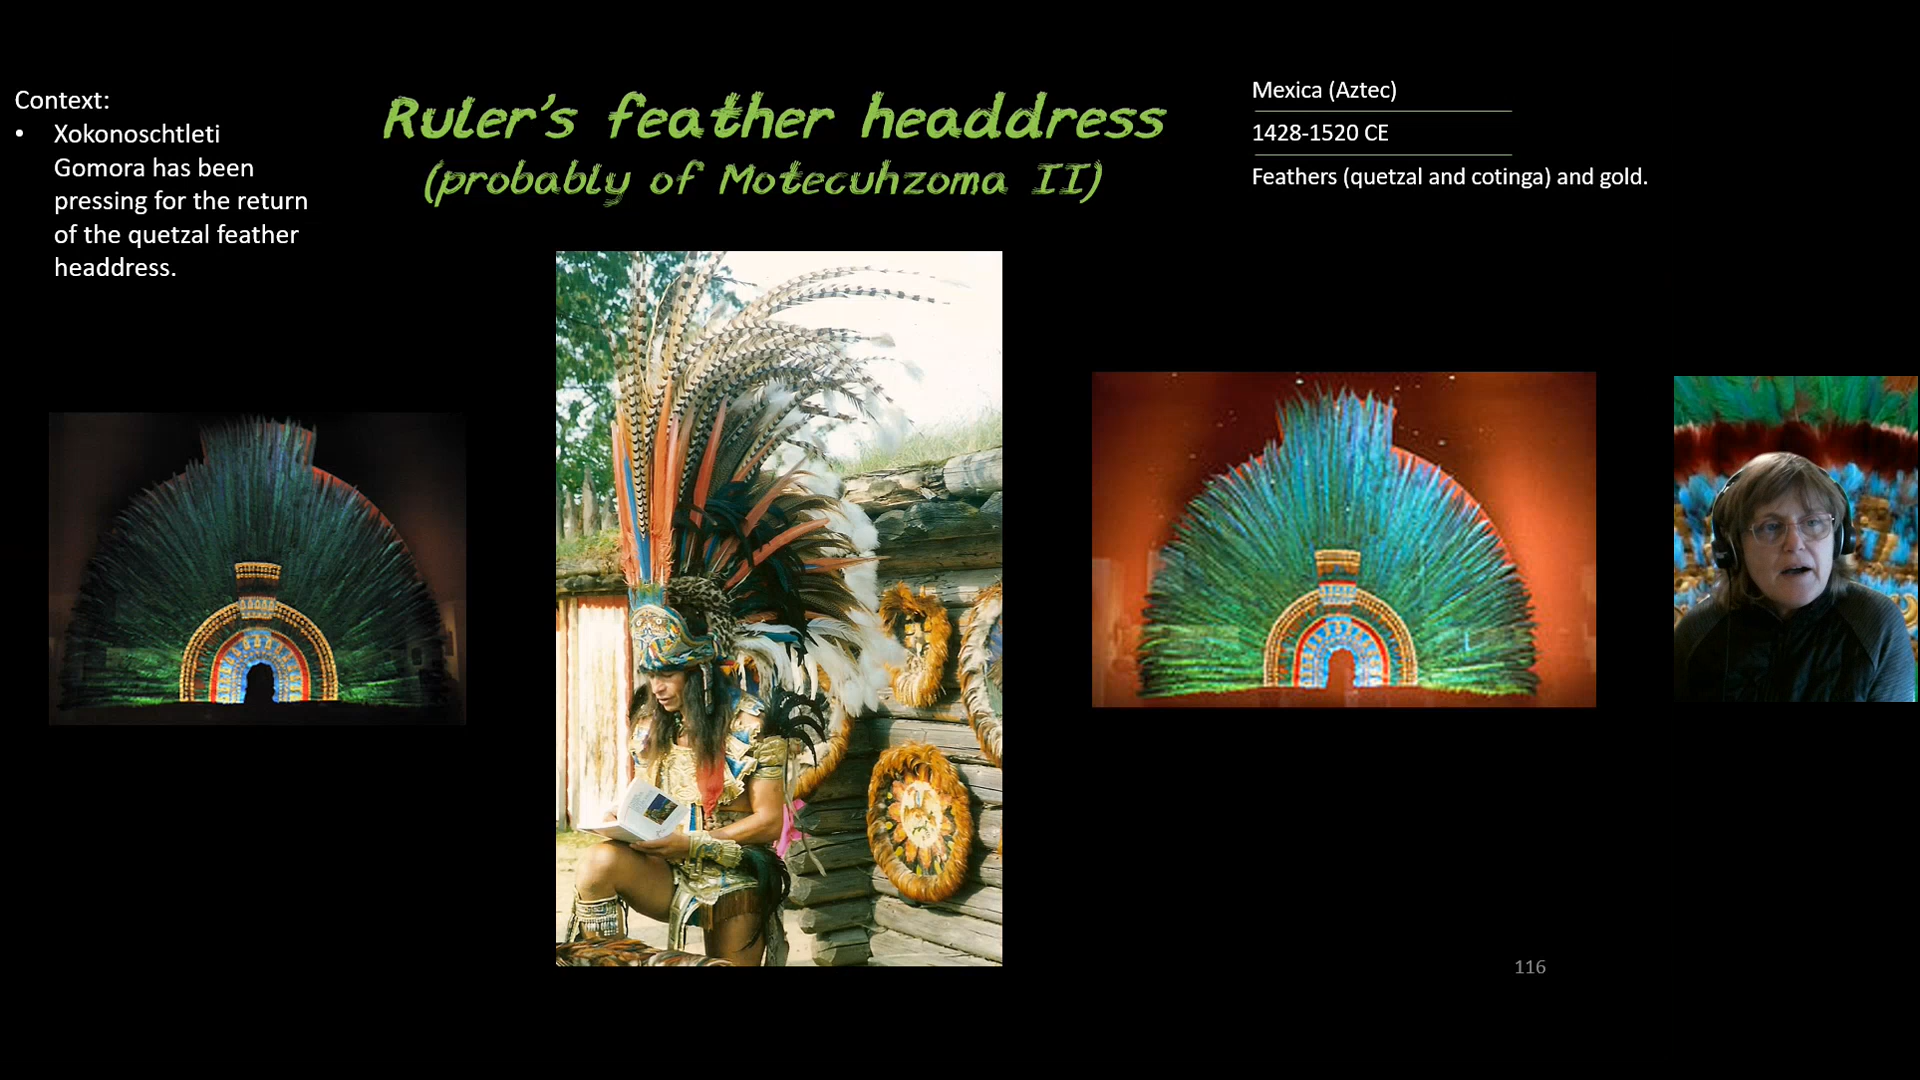 Context:
• Xokonoschtleti
Gomora has been
pressing for the return
of the quetzal feather
headdress.
Ruler's feather headdress
(probably of Motecuhzoma II)
Mexica (Aztec)
1428-1520 CE
Feathers (quetzal and cotinga) and gold.
116